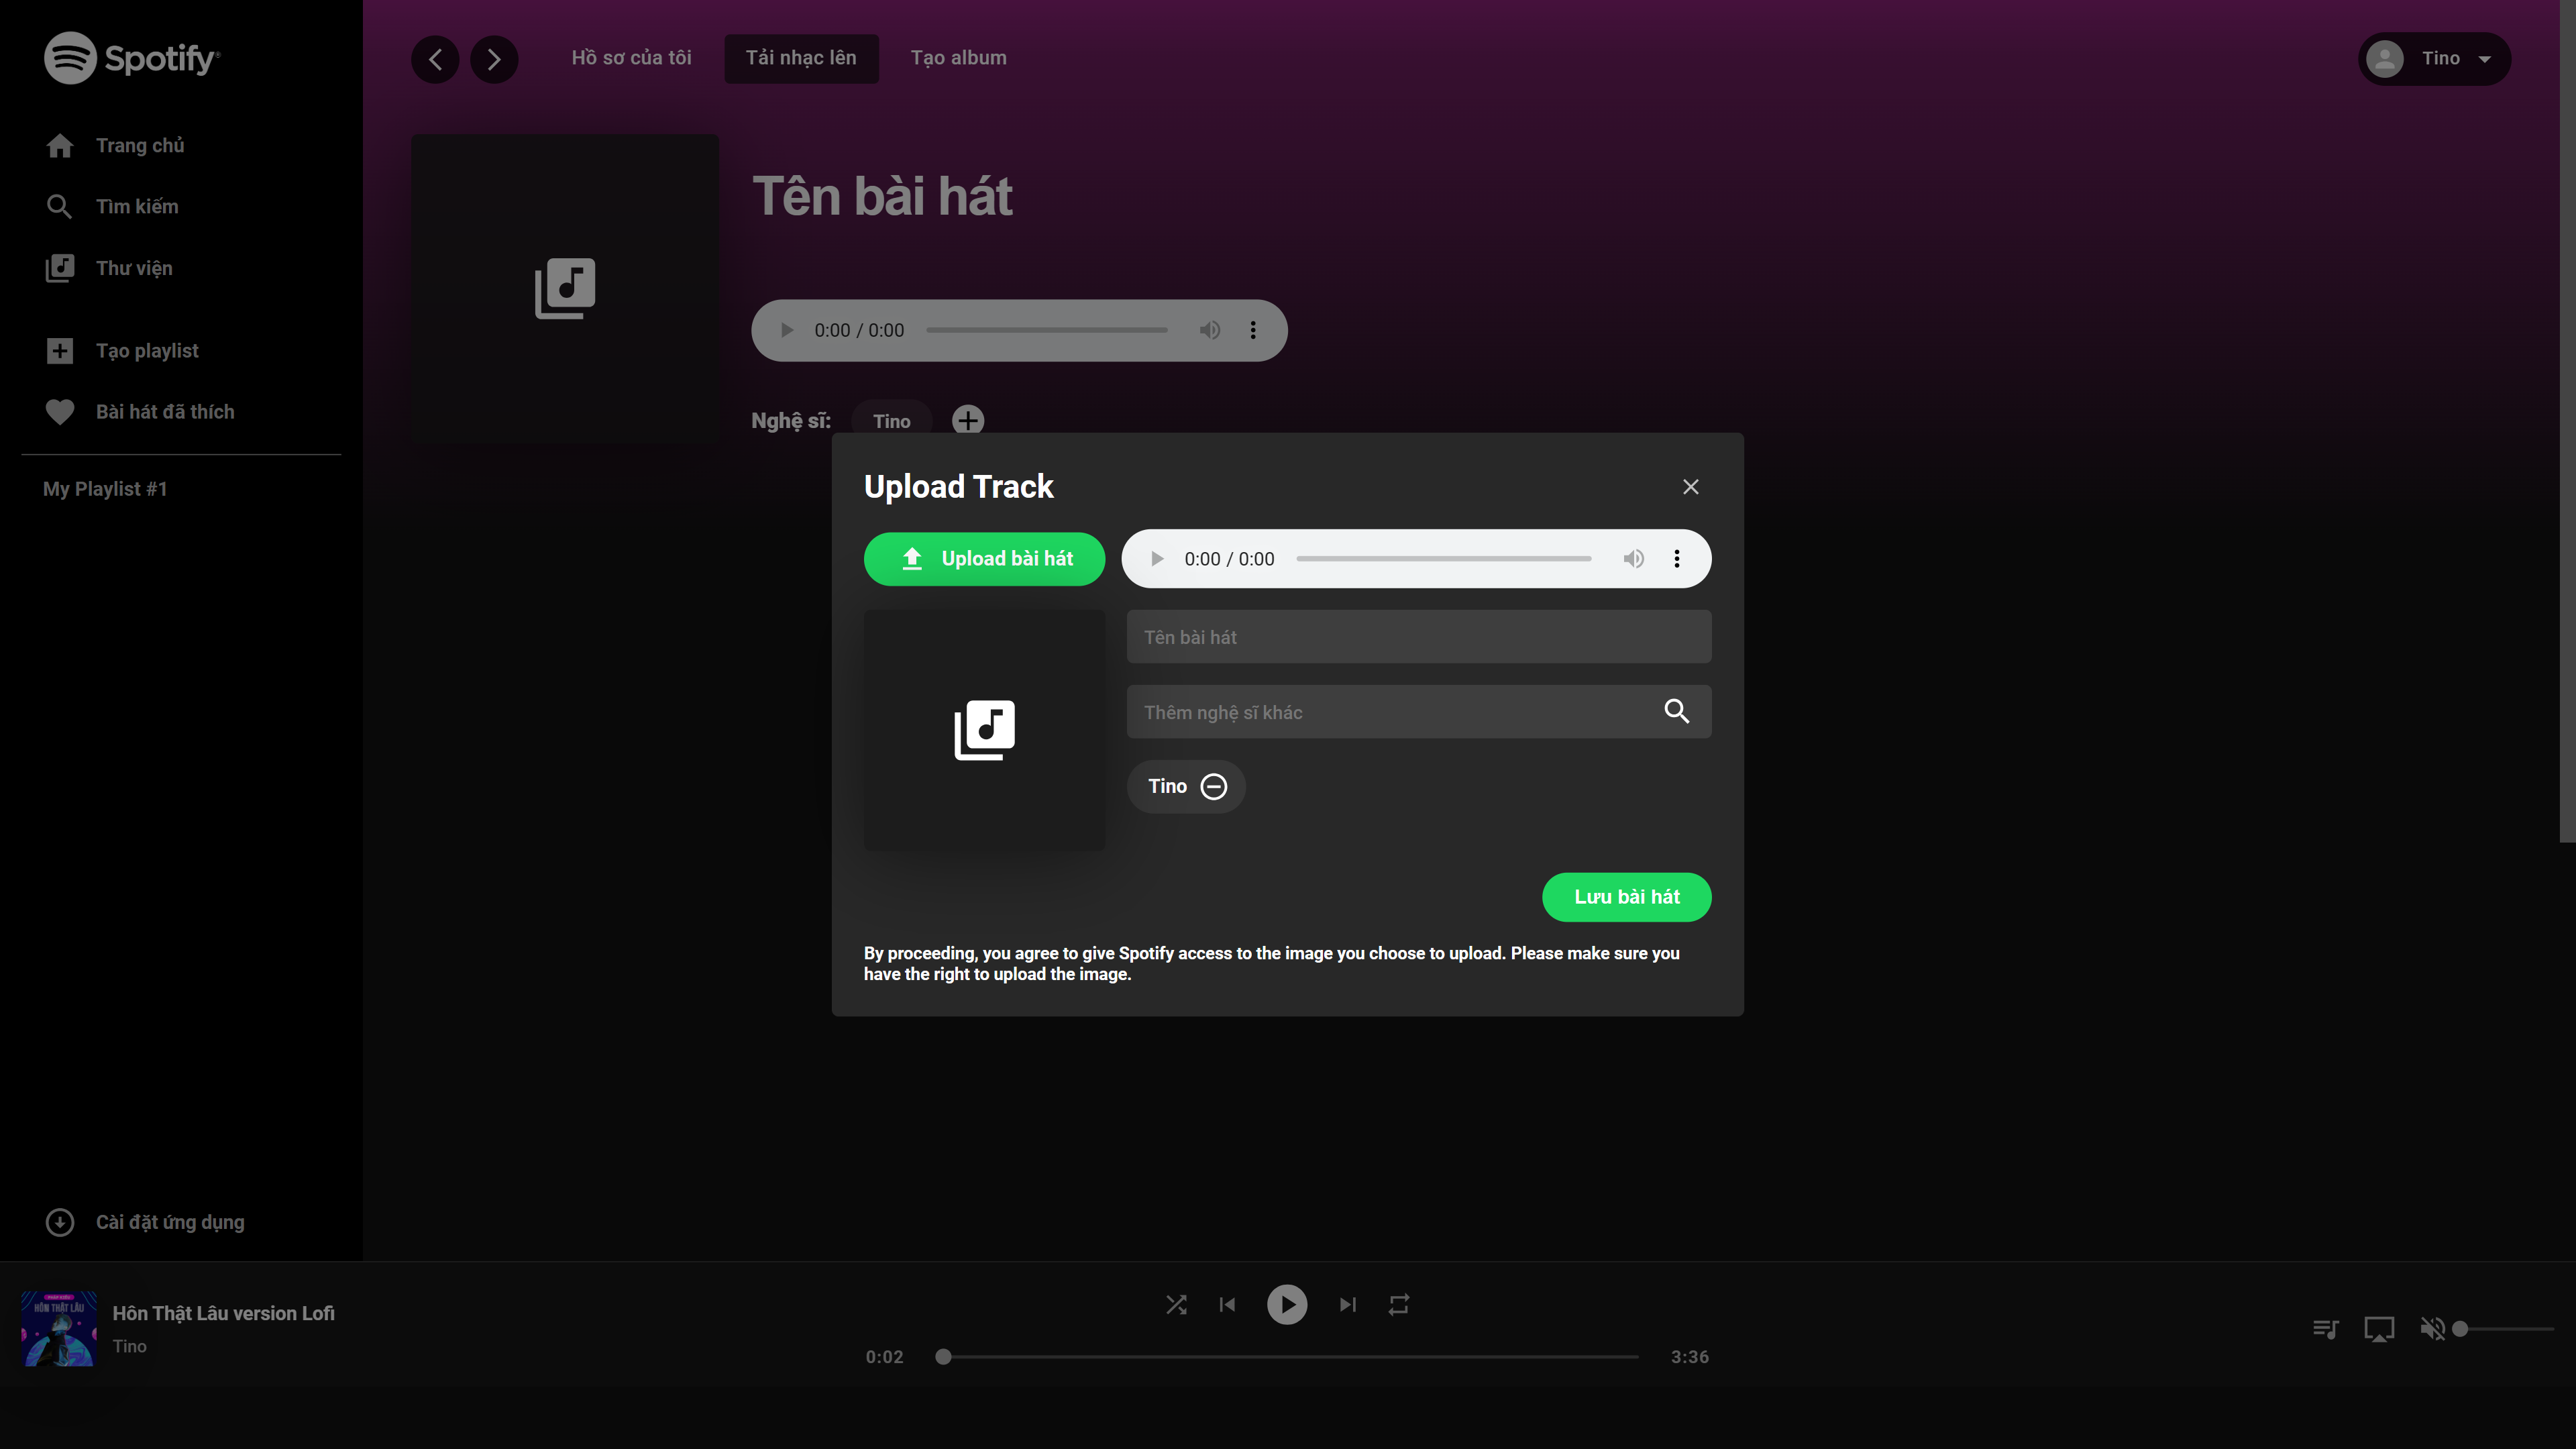 Spotify®
Trang chủ
Tìm kiếm
Thư viện
Tạo playlist
Bài hát đã thích
My Playlist #1
Cài đặt ứng dụng
Hồ sơ của tôi
Tải nhạc lên
Tạo album
Tino
Tên bài hát
0:00 / 0:00
Nghệ sĩ:
Tino
Upload Track
Upload bài hát
0:00 / 0:00
Tên bài hát
Thêm nghệ sĩ khác
Tino
Lưu bài hát
By proceeding, you agree to give Spotify access to the image you choose to upload. Please make sure you
have the right to upload the image.
HÔN THẬT LÂU
Hôn Thật Lâu version Lofi
Tino
0:02
3:36